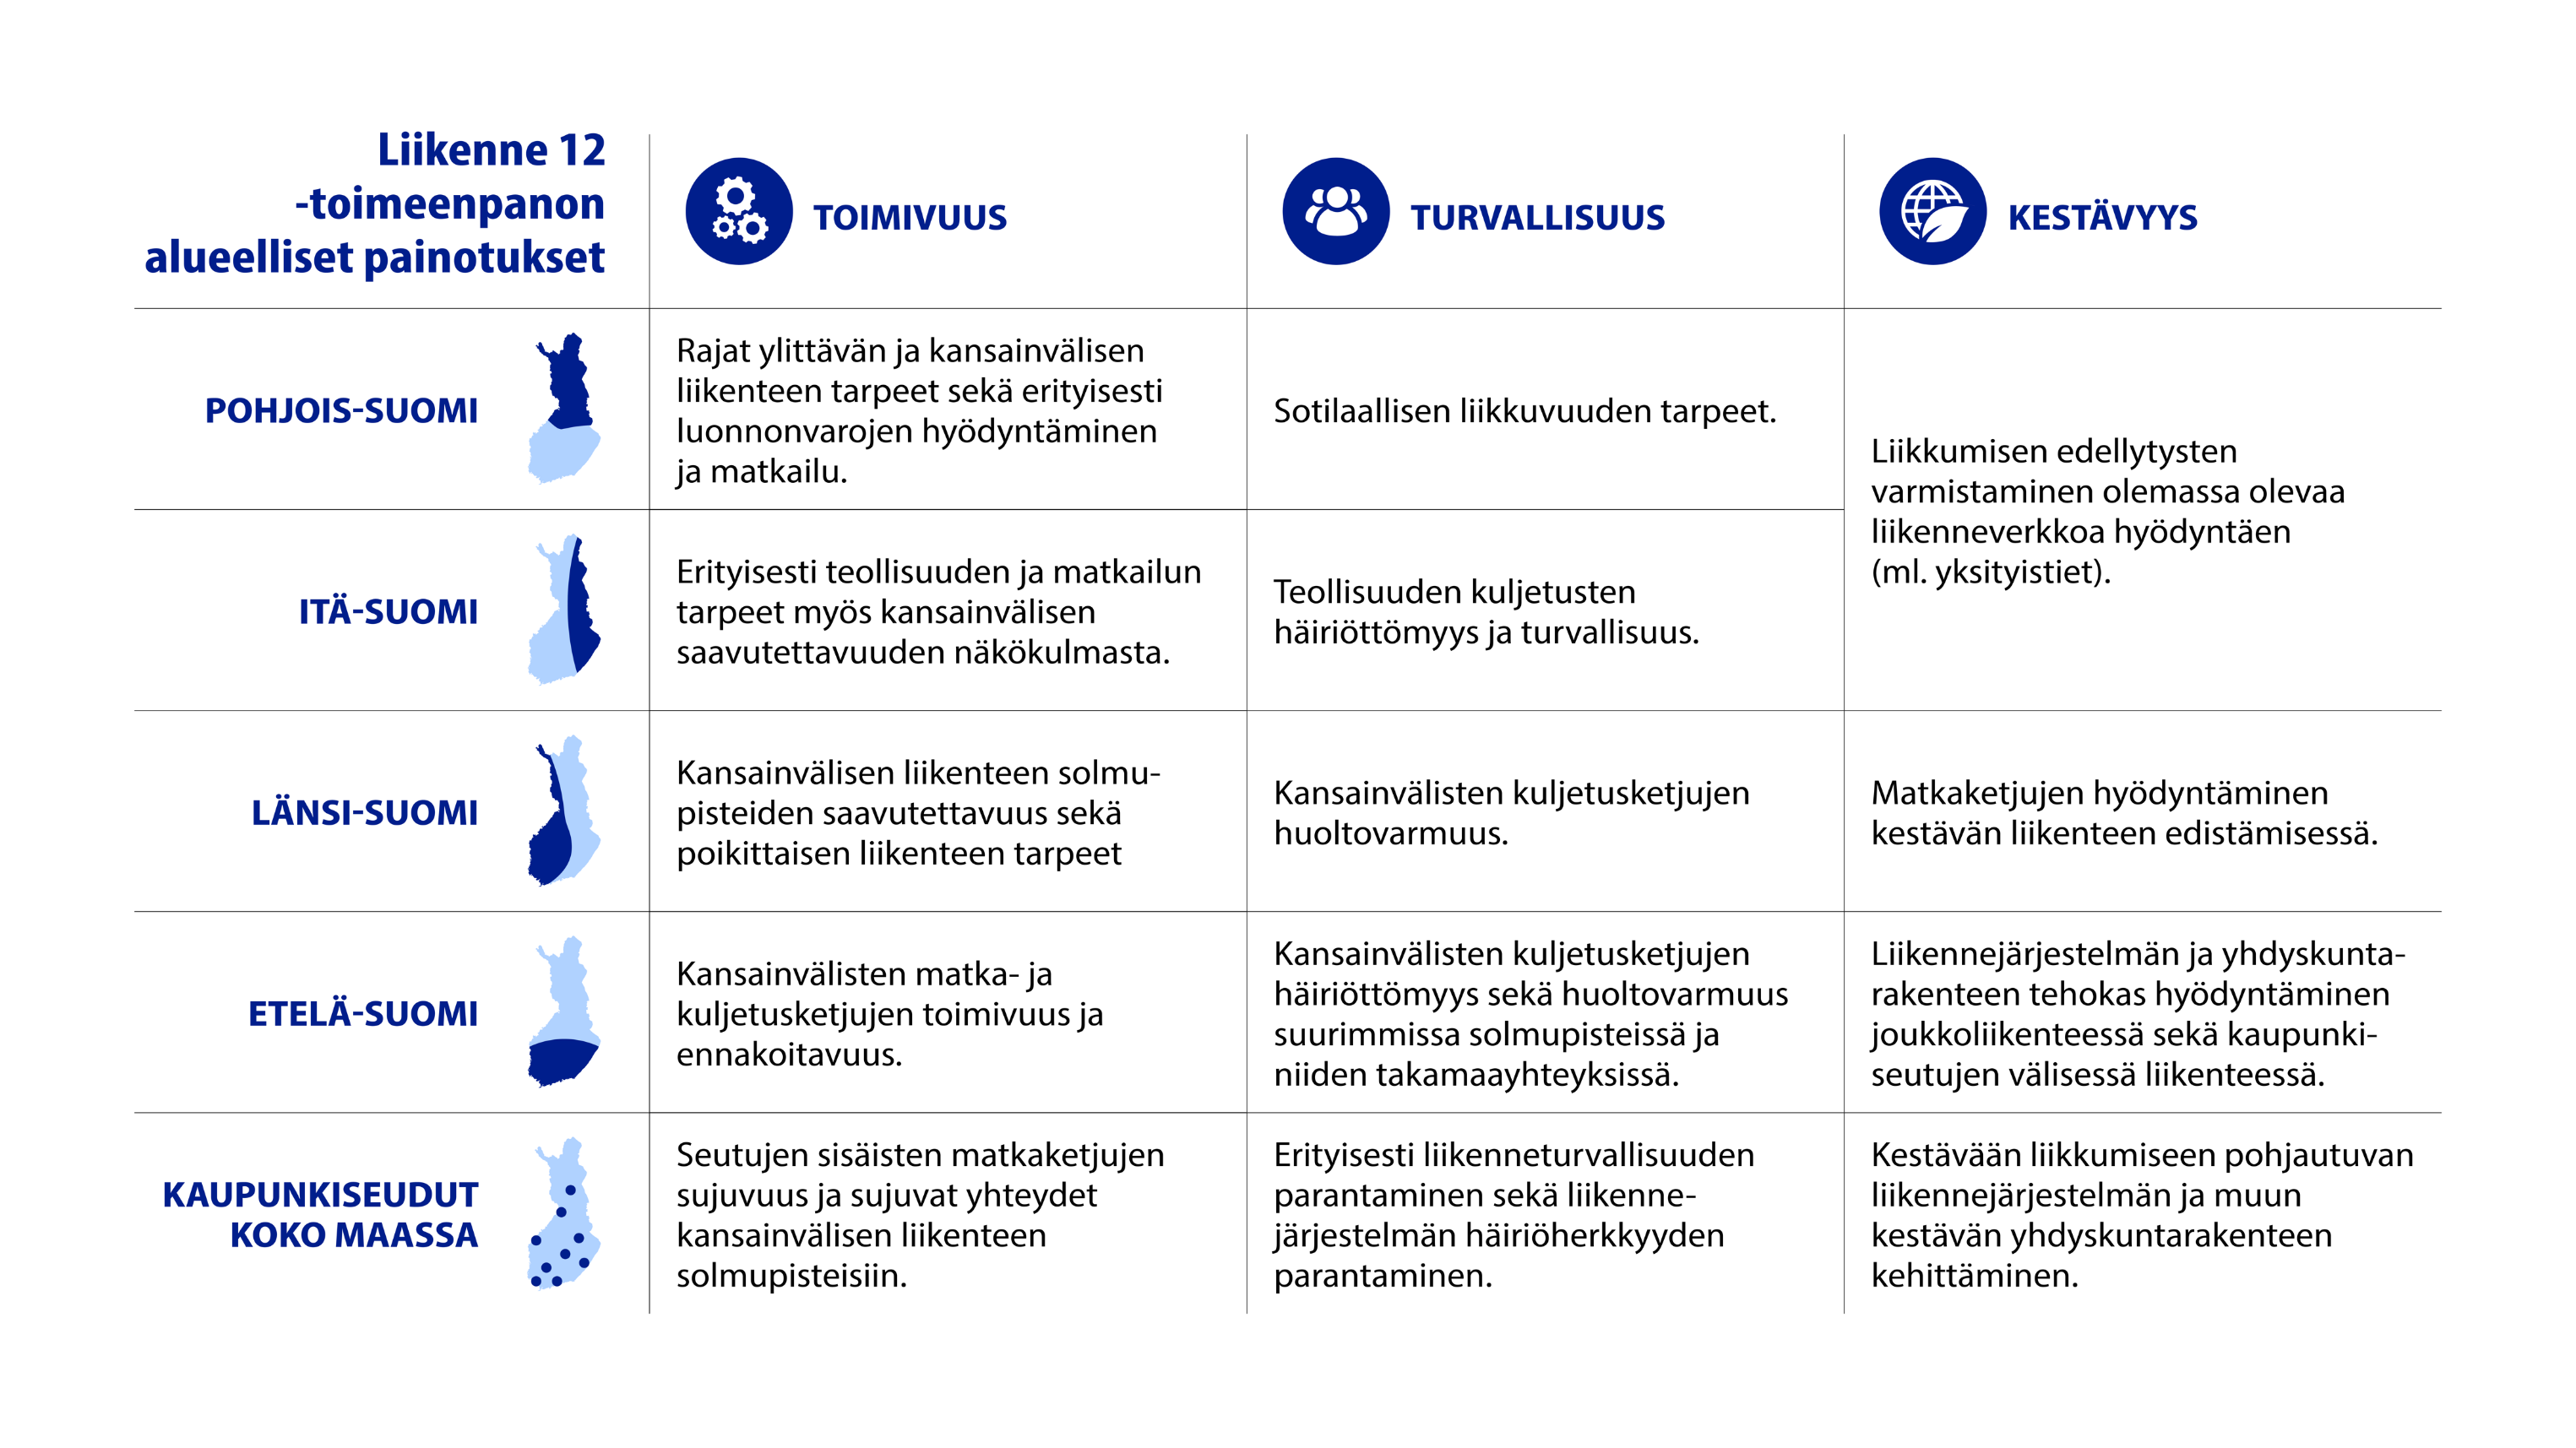 Liikenne 12
-toimeenpanon
alueelliset painotukset
TOIMIVUUS
TURVALLISUUS
KESTÄVYYS
POHJOIS-SUOMI
Rajat ylittävän ja kansainvälisen
liikenteen tarpeet sekä erityisesti
luonnonvarojen hyödyntäminen
ja matkailu.
Sotilaallisen liikkuvuuden tarpeet.
Liikkumisen edellytysten
varmistaminen olemassa olevaa
liikenneverkkoa hyödyntäen
(ml. yksityistiet).
ITÄ-SUOMI
Erityisesti teollisuuden ja matkailun
tarpeet myös kansainvälisen
saavutettavuuden näkökulmasta.
Teollisuuden kuljetusten
häiriöttömyys ja turvallisuus.
LÄNSI-SUOMI
Kansainvälisen liikenteen solmu-
pisteiden saavutettavuus sekä
poikittaisen liikenteen tarpeet
Kansainvälisten kuljetusketjujen
huoltovarmuus.
Matkaketjujen hyödyntäminen
kestävän liikenteen edistämisessä.
ETELÄ-SUOMI
Kansainvälisten matka- ja
kuljetusketjujen toimivuus ja
ennakoitavuus.
Kansainvälisten kuljetusketjujen
häiriöttömyys sekä huoltovarmuus
suurimmissa solmupisteissä ja
niiden takamaayhteyksissä.
Liikennejärjestelmän ja yhdyskunta-
rakenteen tehokas hyödyntäminen
joukkoliikenteessä sekä kaupunki-
seutujen välisessä liikenteessä.
KAUPUNKISEUDUT
KOKO MAASSA
Seutujen sisäisten matkaketjujen
sujuvuus ja sujuvat yhteydet
kansainvälisen liikenteen
solmupisteisiin.
Erityisesti liikenneturvallisuuden
parantaminen sekä liikenne-
järjestelmän häiriöherkkyyden
parantaminen.
Kestävään liikkumiseen pohjautuvan
liikennejärjestelmän ja muun
kestävän yhdyskuntarakenteen
kehittäminen.